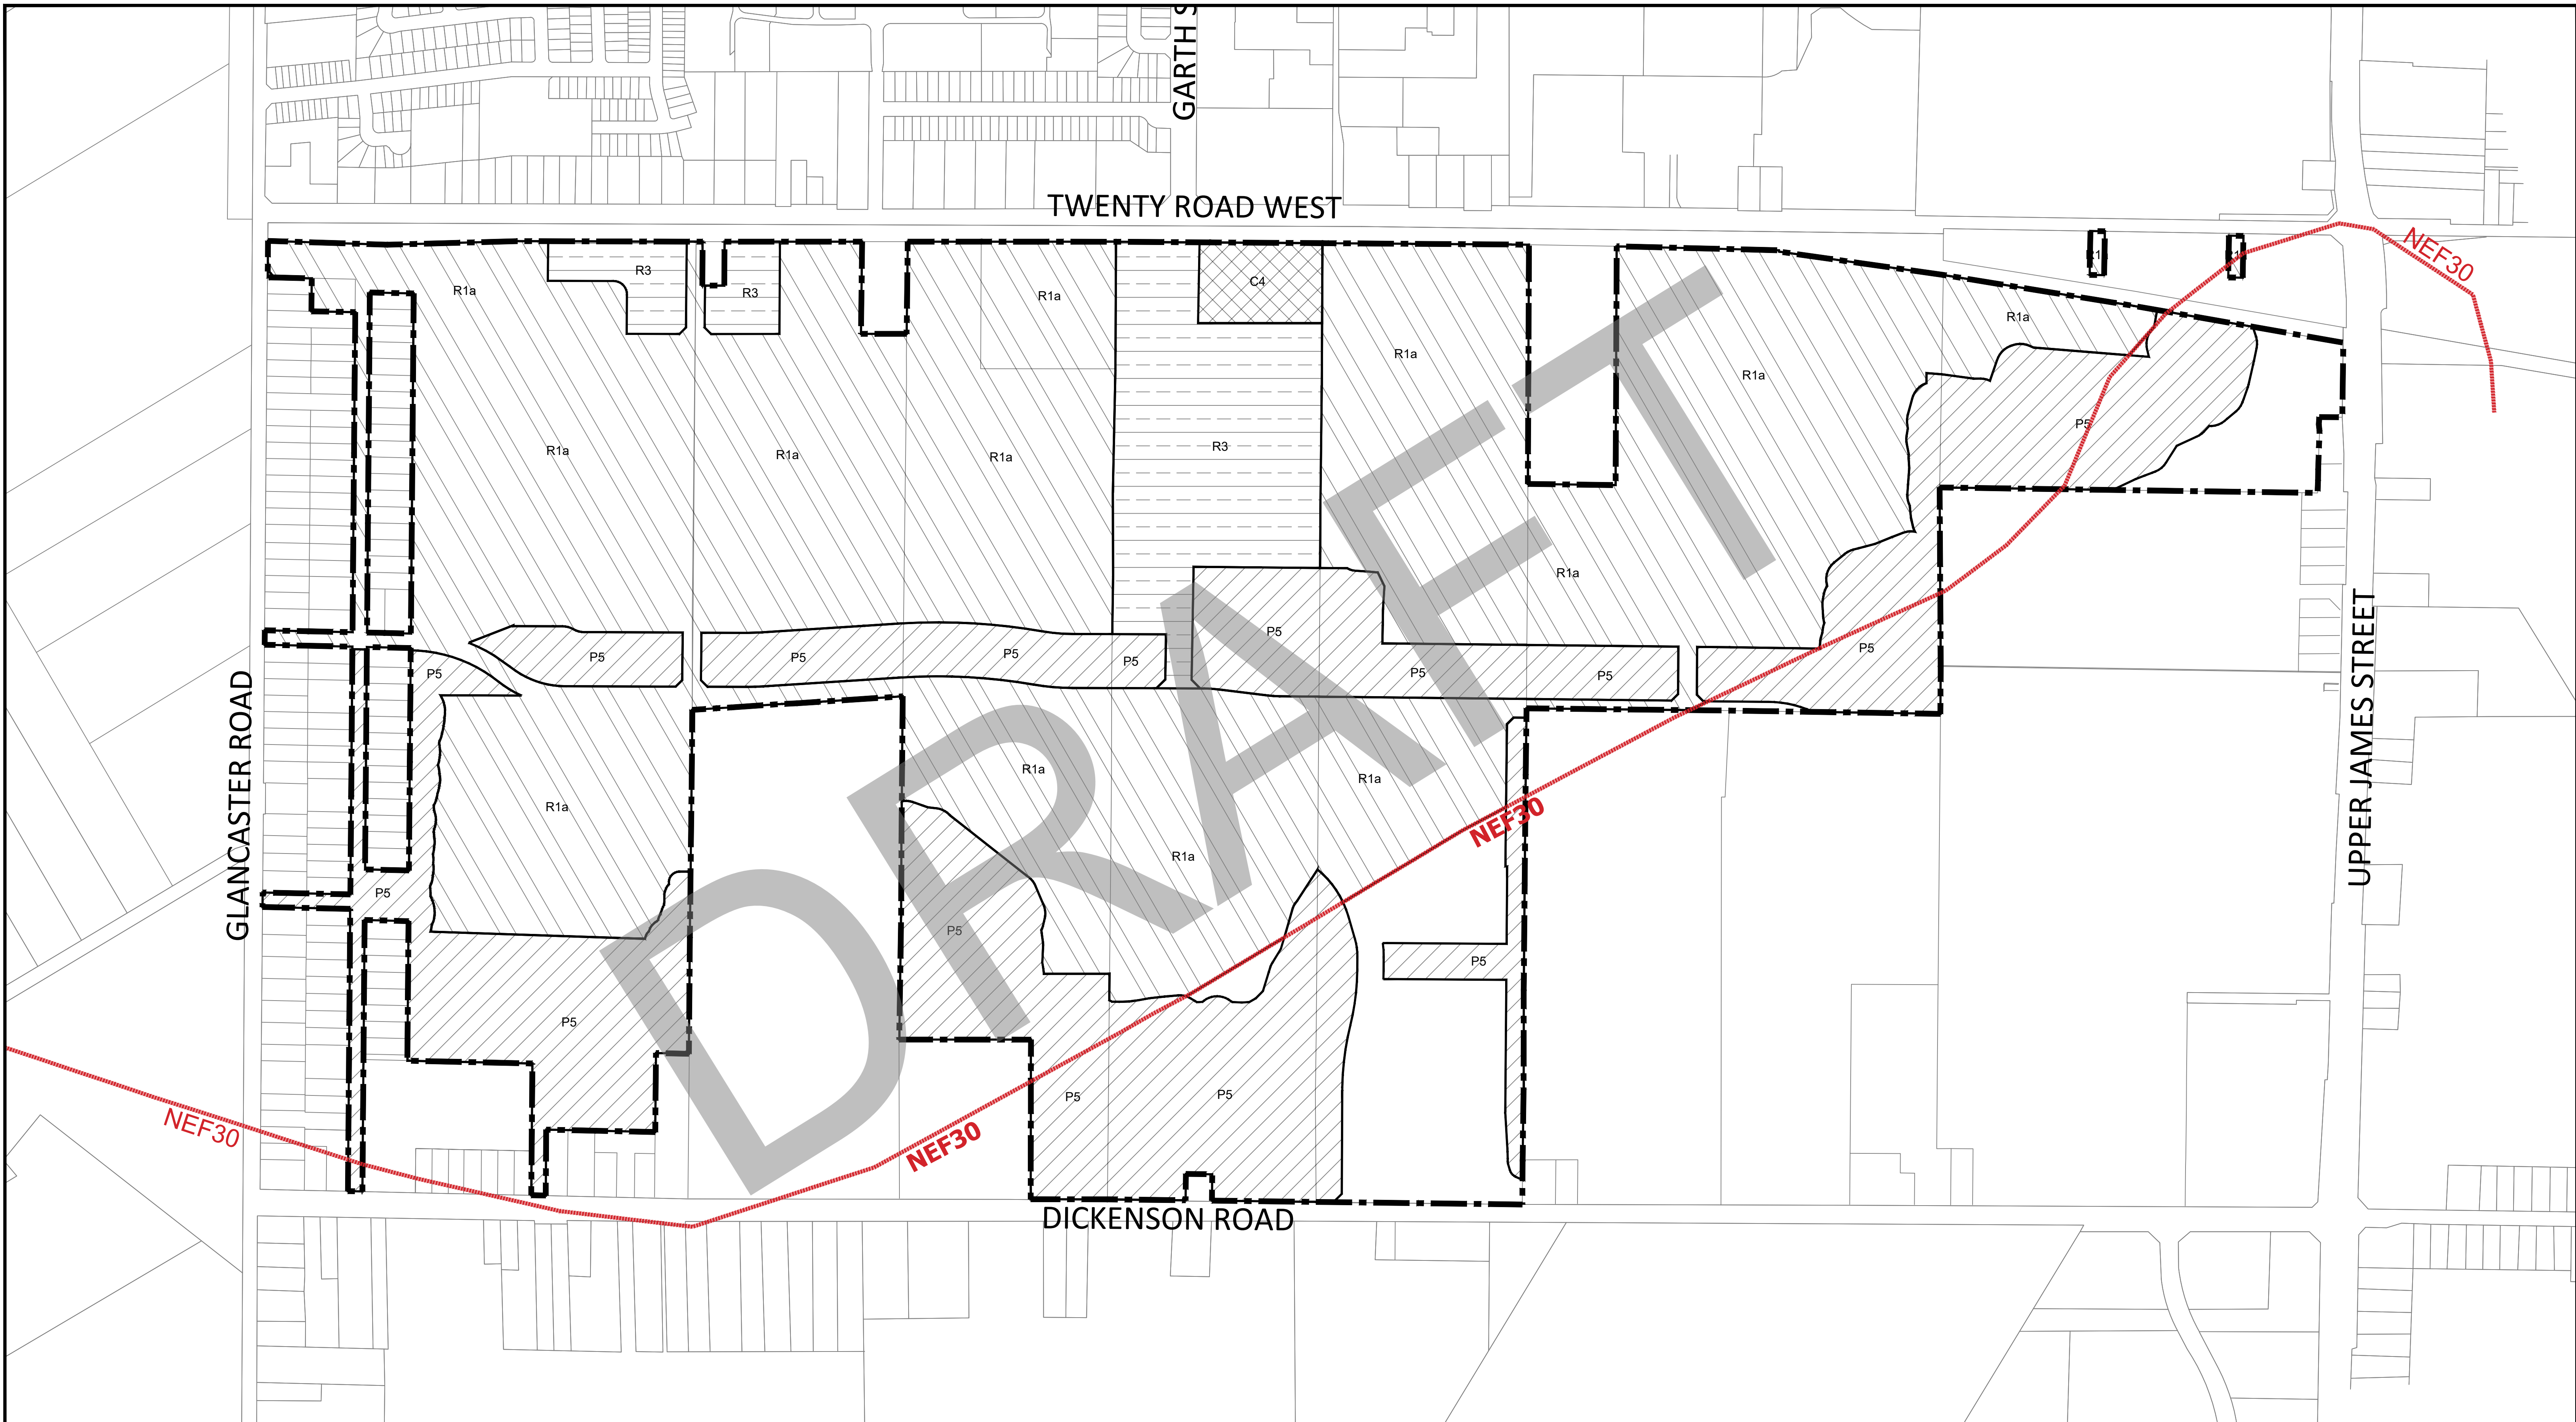 GARTH S
TWENTY ROAD WEST
NEF30
R3
C4
R1a
R3
R1a
R1a
R1a
R1a
R1a
P5
R3
R1a
R1a
R1a
R1a
P5
P5
P5
P5
P5
P5
P5
P5
P5
GLANCASTER ROAD
UPPER JAMES STREET
DRAFT
R1a
R1a
R1a
NEF30
R1a
P5
P5
P5
P5
P5
P5
NEF30
NEF30
DICKENSON ROAD